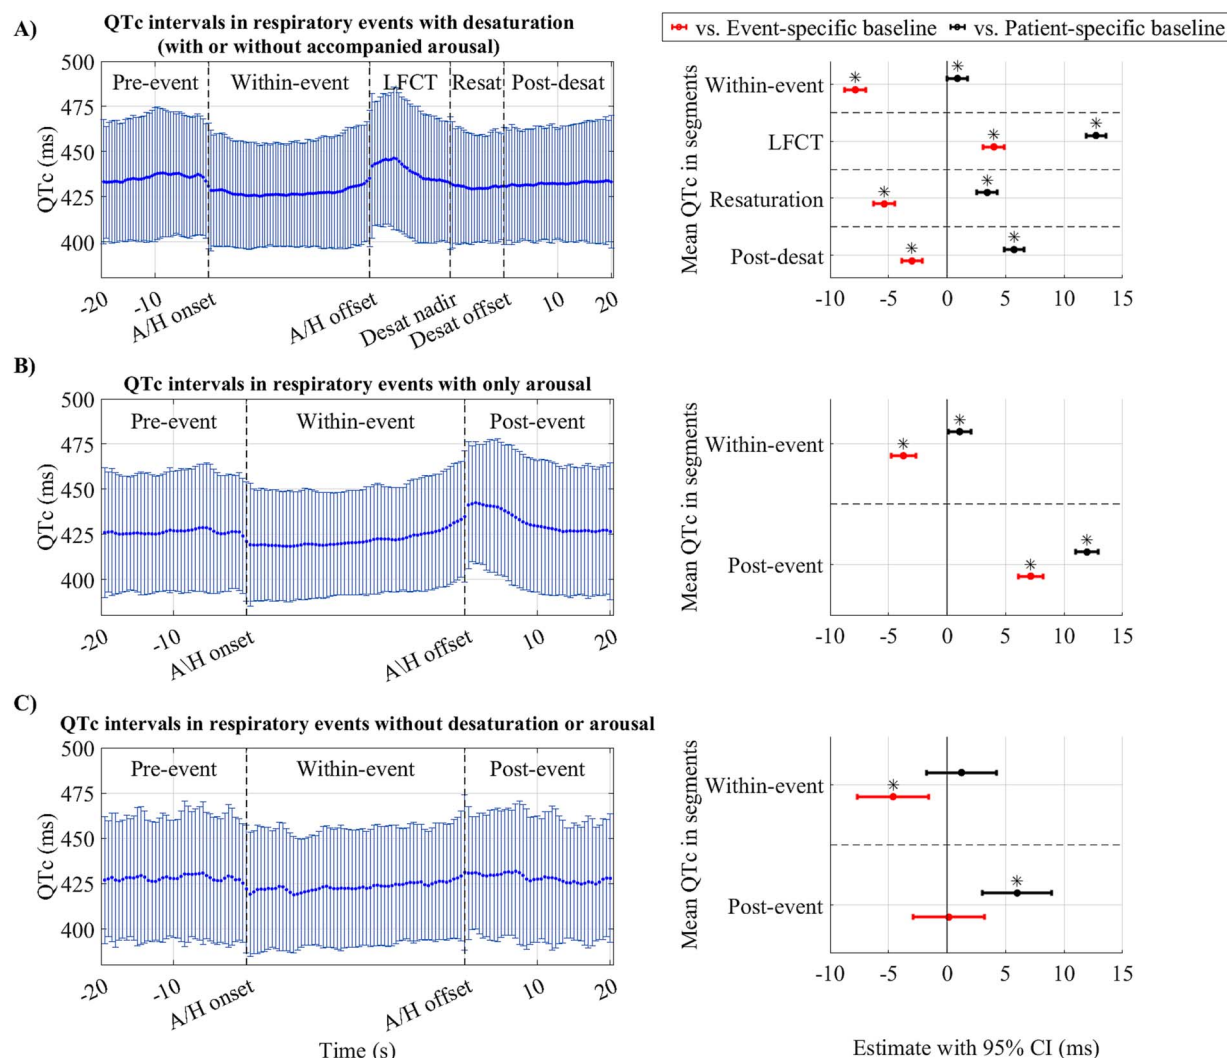 A)
QTc intervals in respiratory events with desaturation
(with or without accompanied arousal)
vs. Event-specific baseline vs. Patient-specific baseline
500
475
450
425
400
QTc (ms)
Pre-event Within-event LFCT Resat Post-desat
-20 -10 A/H onset A/H offset Desat nadir Desat offset 10 20
Mean QTc in segments
Within-event
LFCT
Resaturation
Post-desat
* * * * * * * *
-10 -5 0 5 10 15
B)
QTc intervals in respiratory events with only arousal
500
475
450
425
400
QTc (ms)
Pre-event Within-event Post-event
-20 -10 A\H onset A\H offset 10 20
Mean QTc in segments
Within-event
Post-event
* * * *
-10 -5 0 5 10 15
C)
QTc intervals in respiratory events without desaturation or arousal
500
475
450
425
400
QTc (ms)
Pre-event Within-event Post-event
-20 -10 A/H onset A/H offset 10 20
Time (s)
Mean QTc in segments
Within-event
Post-event
* *
-10 -5 0 5 10 15
Estimate with 95% CI (ms)